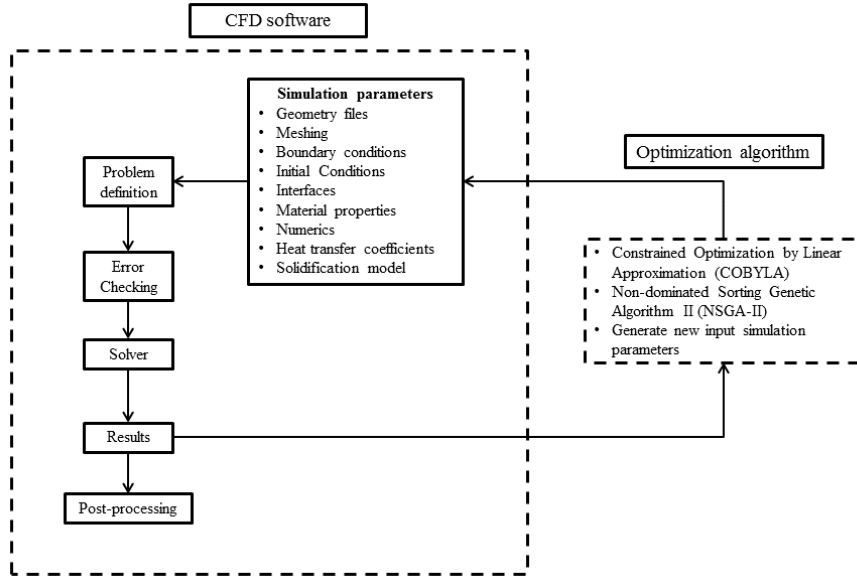 CFD software
Simulation parameters
• Geometry files
• Meshing
• Boundary conditions
• Initial Conditions
• Interfaces
• Material properties
• Numerics
• Heat transfer coefficients
• Solidification model
Problem
definition
Error
Checking
Solver
Results
Post-processing
Optimization algorithm
• Constrained Optimization by Linear
Approximation (COBYLA)
• Non-dominated Sorting Genetic
Algorithm II (NSGA-II)
• Generate new input simulation
parameters